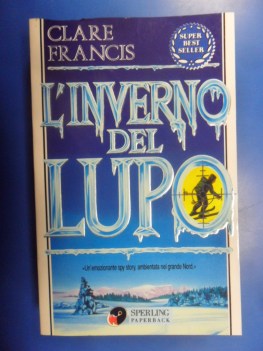 CLARE
FRANCIS
SUPER
BEST
SELLER
L'INVERNO
DEL
LUPO
«Un'emozionante spy story, ambientata nel grande Nord.»
SPERLING
PAPERBACK